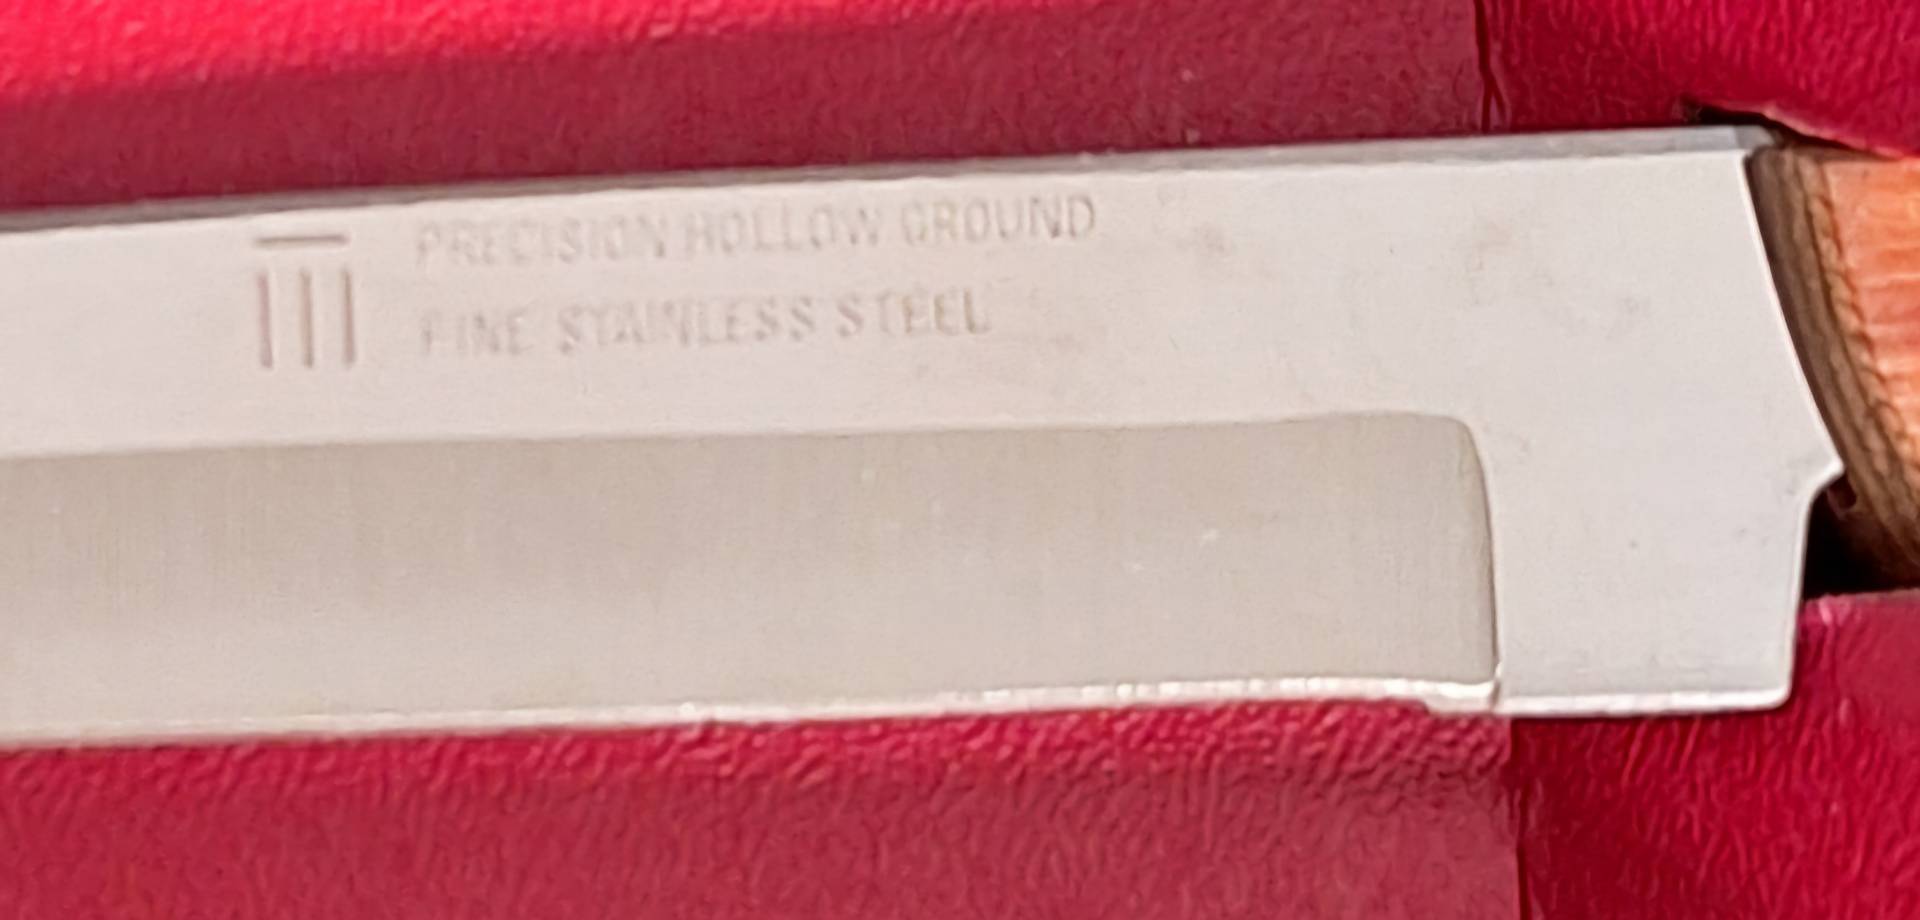 PRECISION HOLLOW GROUND
FINE STAINLESS STEEL